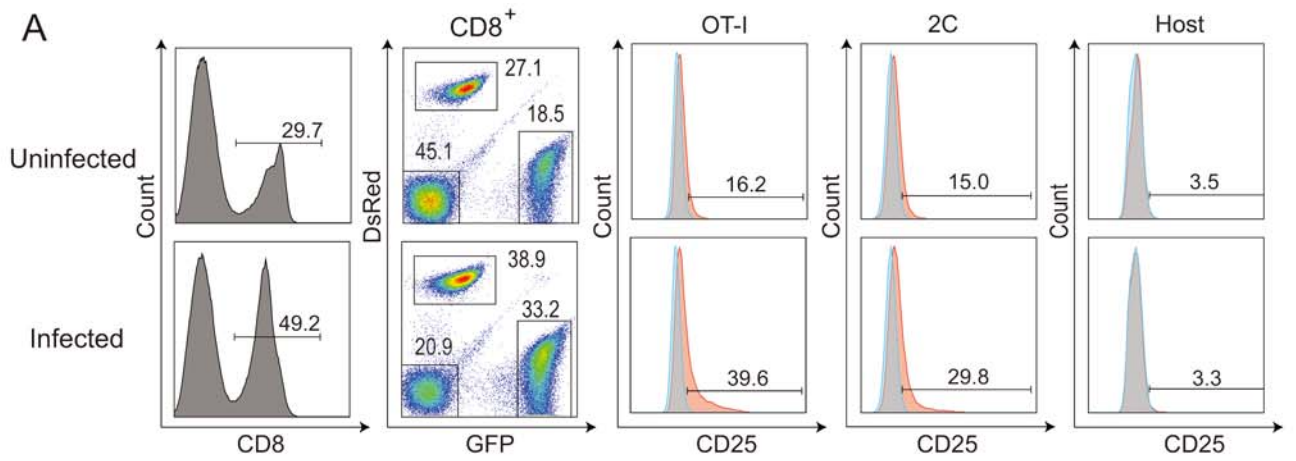 A
CD8+
OT-I
2C
Host
Uninfected
Count
29.7
DsRed
27.1
18.5
45.1
Count
16.2
Count
15.0
Count
3.5
Infected
49.2
38.9
33.2
20.9
39.6
29.8
3.3
CD8
GFP
CD25
CD25
CD25